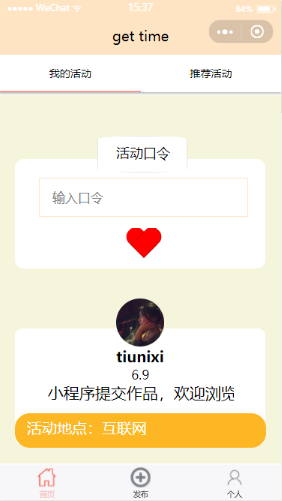 WeChat 15:37 84%
get time
我的活动 推荐活动
活动口令
输入口令
tiunixi
6.9
小程序提交作品，欢迎浏览
活动地点：互联网
首页 发布 个人